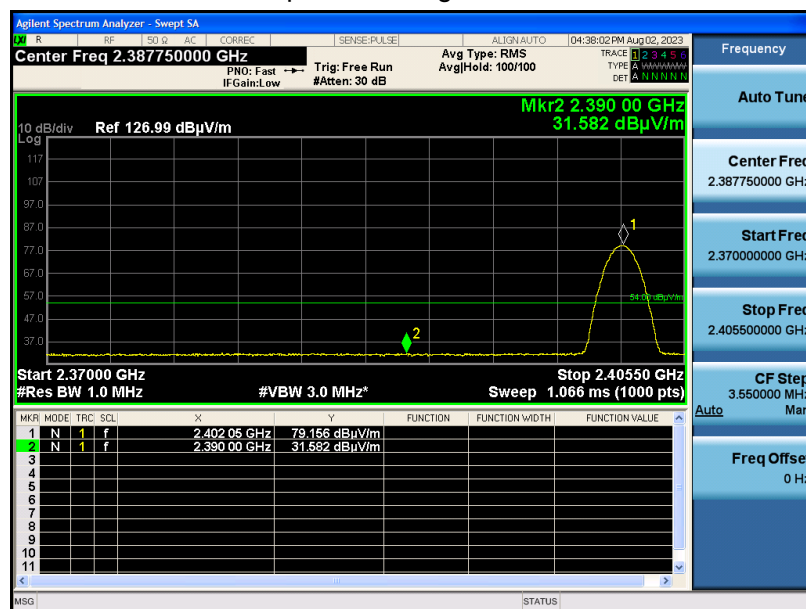 Agilent Spectrum Analyzer - Swept SA
LXI R RF 50 Ω AC CORREC SENSE:PULSE ALIGN AUTO 04:38:02 PM Aug 02, 2023
Center Freq 2.387750000 GHz
PNO: Fast
IFGain:Low
Trig: Free Run
#Atten: 30 dB
Avg Type: RMS
Avg|Hold: 100/100
TRACE 1 2 3 4 5 6
TYPE A
DET A N N N N N
Mkr2 2.390 00 GHz
31.582 dBµV/m
10 dB/div Ref 126.99 dBµV/m
Log
117
107
97.0
87.0
77.0
67.0
57.0
47.0
37.0
1
2
54.00 dBµV/m
Start 2.37000 GHz Stop 2.40550 GHz
#Res BW 1.0 MHz #VBW 3.0 MHz* Sweep 1.066 ms (1000 pts)
MKR MODE TRC SCL X Y FUNCTION FUNCTION WIDTH FUNCTION VALUE
1 N 1 f 2.402 05 GHz 79.156 dBµV/m
2 N 1 f 2.390 00 GHz 31.582 dBµV/m
3
4
5
6
7
8
9
10
11
MSG STATUS
Frequency
Auto Tune
Center Freq
2.387750000 GHz
Start Freq
2.370000000 GHz
Stop Freq
2.405500000 GHz
CF Step
3.550000 MHz
Auto Man
Freq Offset
0 Hz